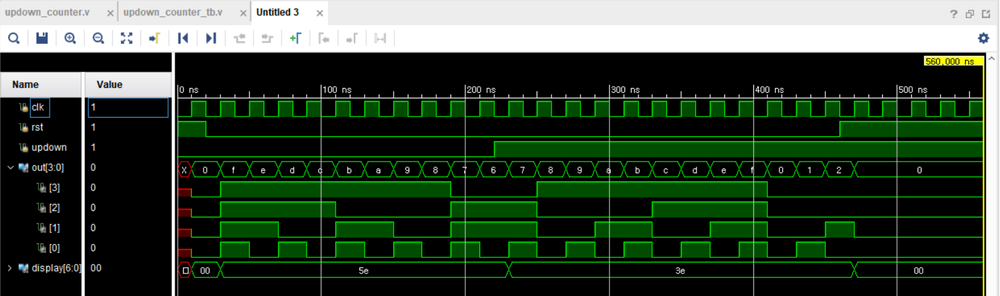 updown_counter.v × updown_counter_tb.v × Untitled 3 × ?
560,000 ns
Name Value 0 ns 100 ns 200 ns 300 ns 400 ns 500 ns
clk 1
rst 1
updown 1
out[3:0] 0 X 0 f e d c b a 9 8 7 6 7 8 9 a b c d e f 0 1 2 0
[3] 0
[2] 0
[1] 0
[0] 0
display[6:0] 00 00 5e 3e 00